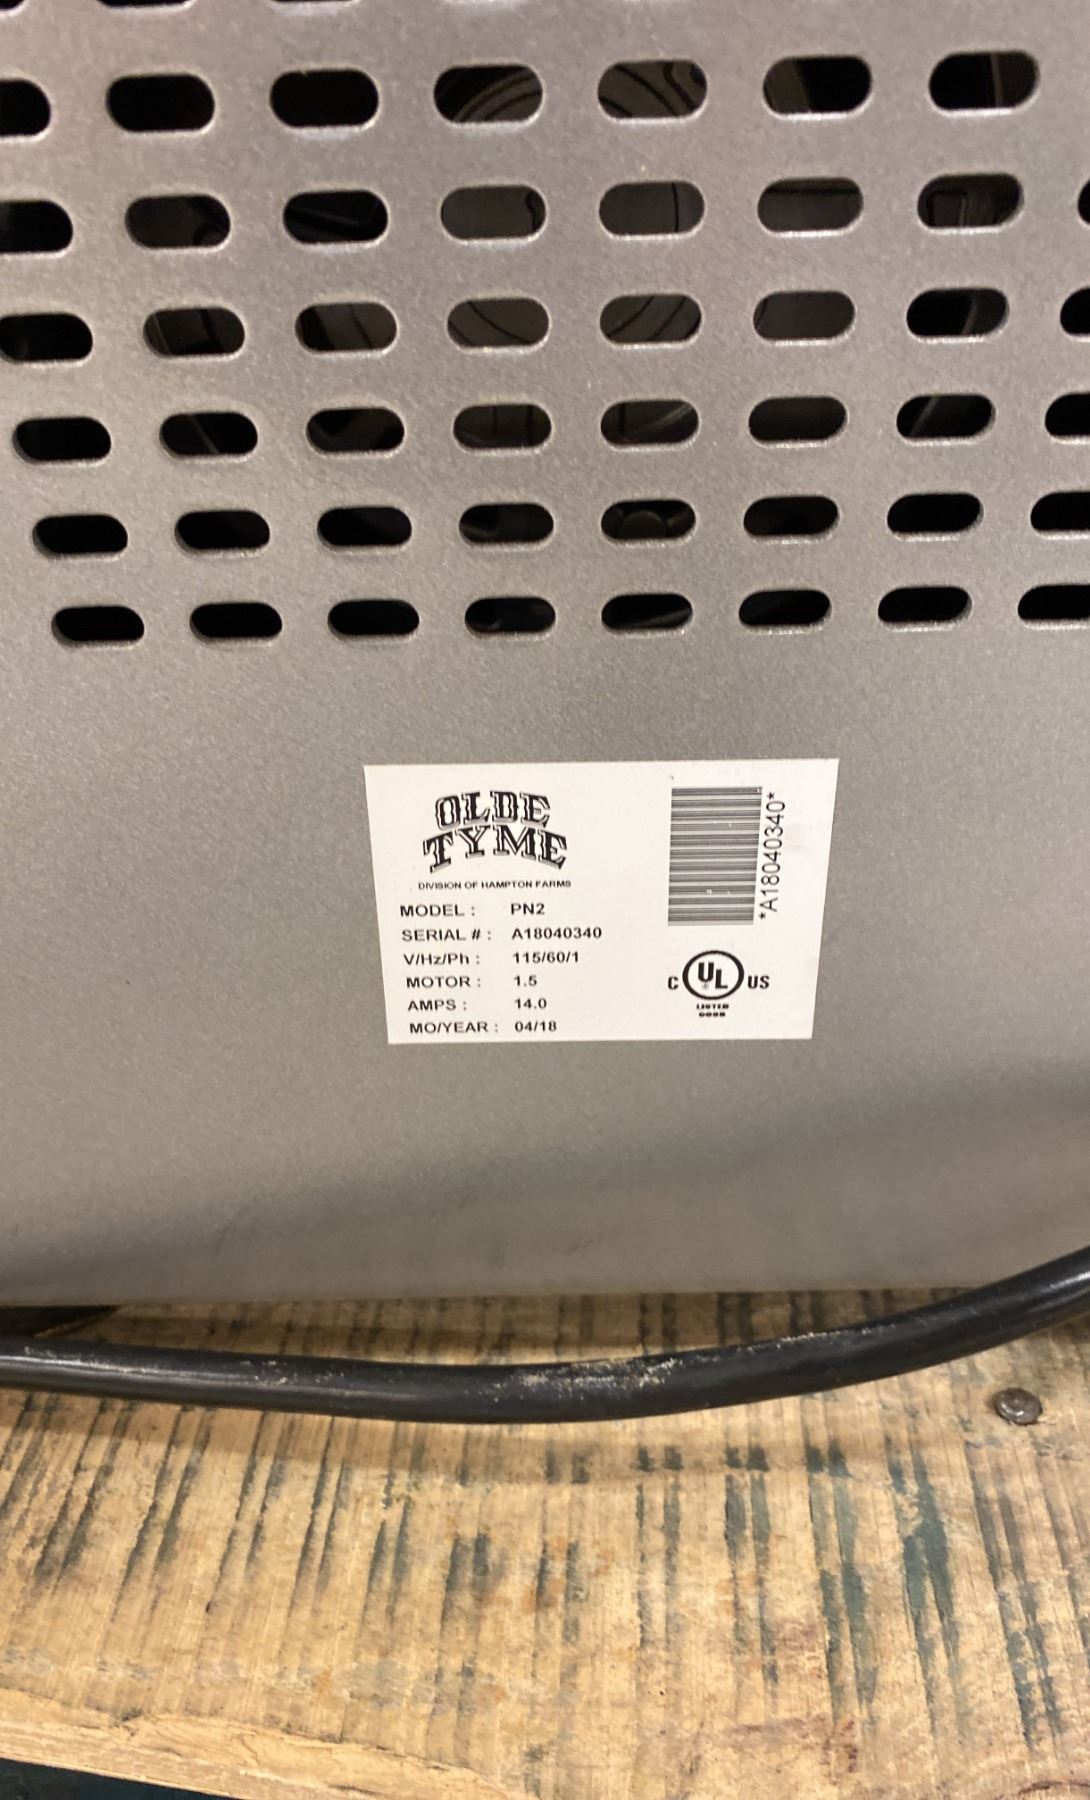 OLDE
TYME
DIVISION OF HAMPTON FARMS
MODEL : PN2
SERIAL # : A18040340
V/Hz/Ph : 115/60/1
MOTOR : 1.5
AMPS : 14.0
MO/YEAR : 04/18
*A18040340*
C UL US
LISTED